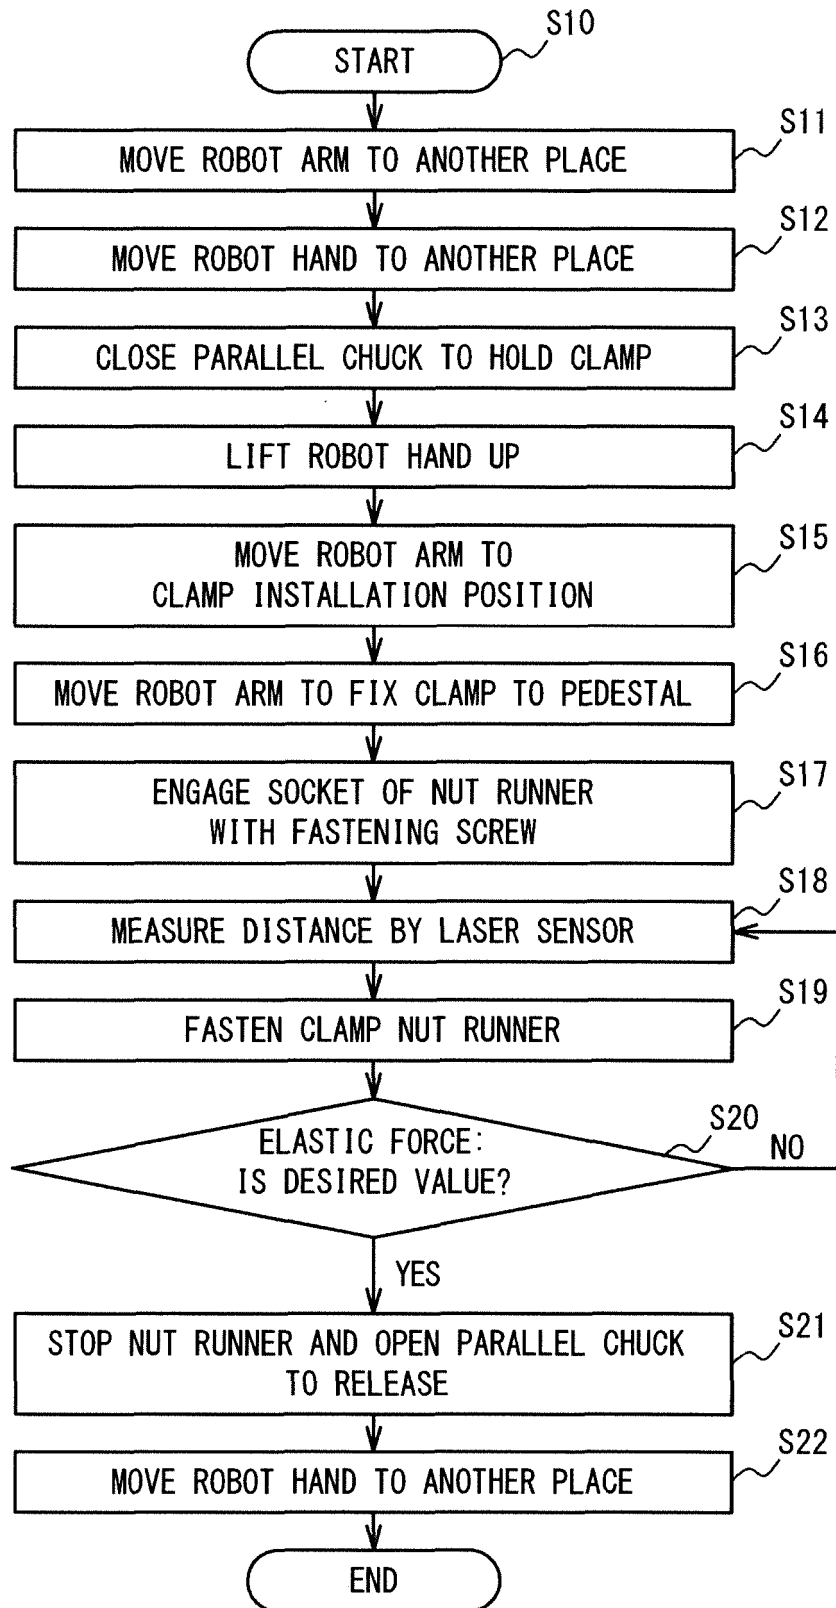 S10
START
S11
MOVE ROBOT ARM TO ANOTHER PLACE
S12
MOVE ROBOT HAND TO ANOTHER PLACE
S13
CLOSE PARALLEL CHUCK TO HOLD CLAMP
S14
LIFT ROBOT HAND UP
S15
MOVE ROBOT ARM TO
CLAMP INSTALLATION POSITION
S16
MOVE ROBOT ARM TO FIX CLAMP TO PEDESTAL
S17
ENGAGE SOCKET OF NUT RUNNER
WITH FASTENING SCREW
S18
MEASURE DISTANCE BY LASER SENSOR
S19
FASTEN CLAMP NUT RUNNER
S20
ELASTIC FORCE:
IS DESIRED VALUE?
NO
YES
S21
STOP NUT RUNNER AND OPEN PARALLEL CHUCK
TO RELEASE
S22
MOVE ROBOT HAND TO ANOTHER PLACE
END